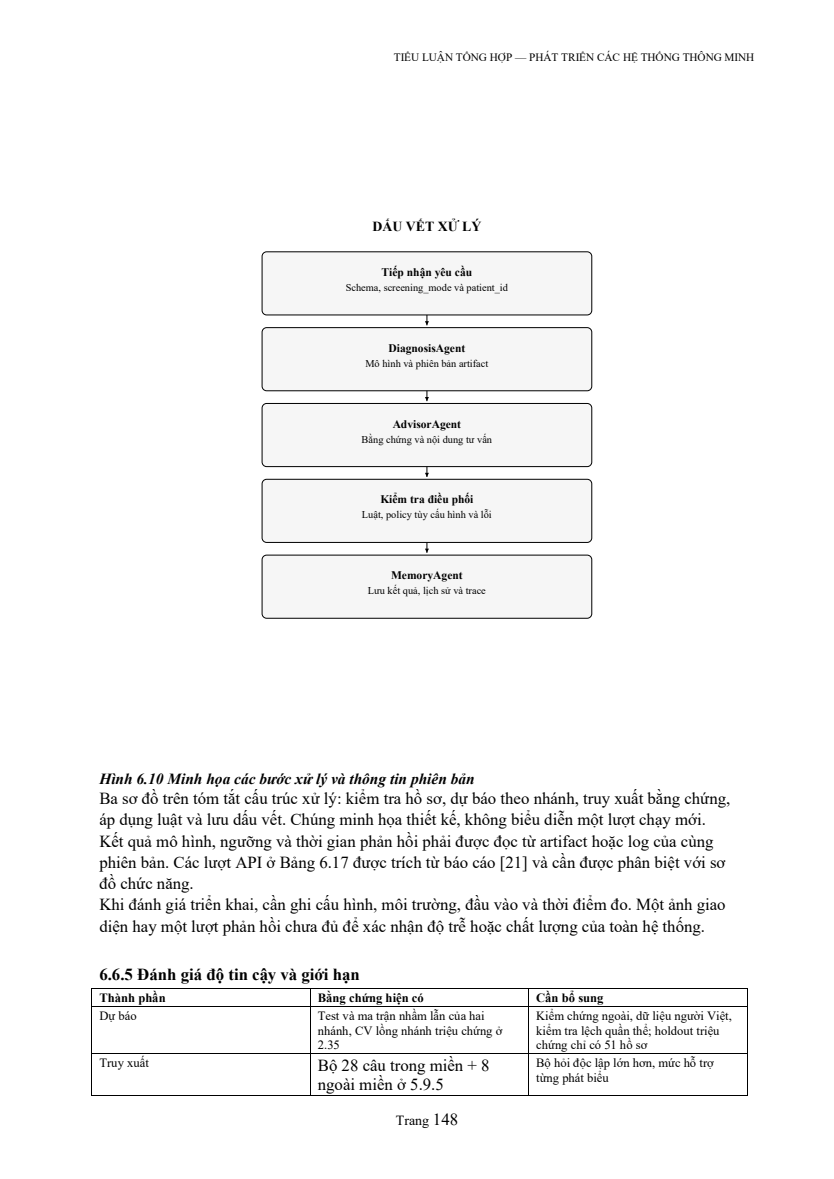 TIỂU LUẬN TỔNG HỢP — PHÁT TRIỂN CÁC HỆ THỐNG THÔNG MINH
DẤU VẾT XỬ LÝ
Tiếp nhận yêu cầu
Schema, screening_mode và patient_id
DiagnosisAgent
Mô hình và phiên bản artifact
AdvisorAgent
Bằng chứng và nội dung tư vấn
Kiểm tra điều phối
Luật, policy tùy cấu hình và lỗi
MemoryAgent
Lưu kết quả, lịch sử và trace
Hình 6.10 Minh họa các bước xử lý và thông tin phiên bản
Ba sơ đồ trên tóm tắt cấu trúc xử lý: kiểm tra hồ sơ, dự báo theo nhánh, truy xuất bằng chứng,
áp dụng luật và lưu dấu vết. Chúng minh họa thiết kế, không biểu diễn một lượt chạy mới.
Kết quả mô hình, ngưỡng và thời gian phản hồi phải được đọc từ artifact hoặc log của cùng
phiên bản. Các lượt API ở Bảng 6.17 được trích từ báo cáo [21] và cần được phân biệt với sơ
đồ chức năng.
Khi đánh giá triển khai, cần ghi cấu hình, môi trường, đầu vào và thời điểm đo. Một ảnh giao
diện hay một lượt phản hồi chưa đủ để xác nhận độ trễ hoặc chất lượng của toàn hệ thống.
6.6.5 Đánh giá độ tin cậy và giới hạn
Thành phần
Bằng chứng hiện có
Cần bổ sung
Dự báo
Test và ma trận nhầm lẫn của hai
nhánh, CV lồng nhánh triệu chứng ở
2.35
Kiểm chứng ngoài, dữ liệu người Việt,
kiểm tra lệch quần thể; holdout triệu
chứng chỉ có 51 hồ sơ
Truy xuất
Bộ 28 câu trong miền + 8
ngoài miền ở 5.9.5
Bộ hỏi độc lập lớn hơn, mức hỗ trợ
từng phát biểu
Trang 148